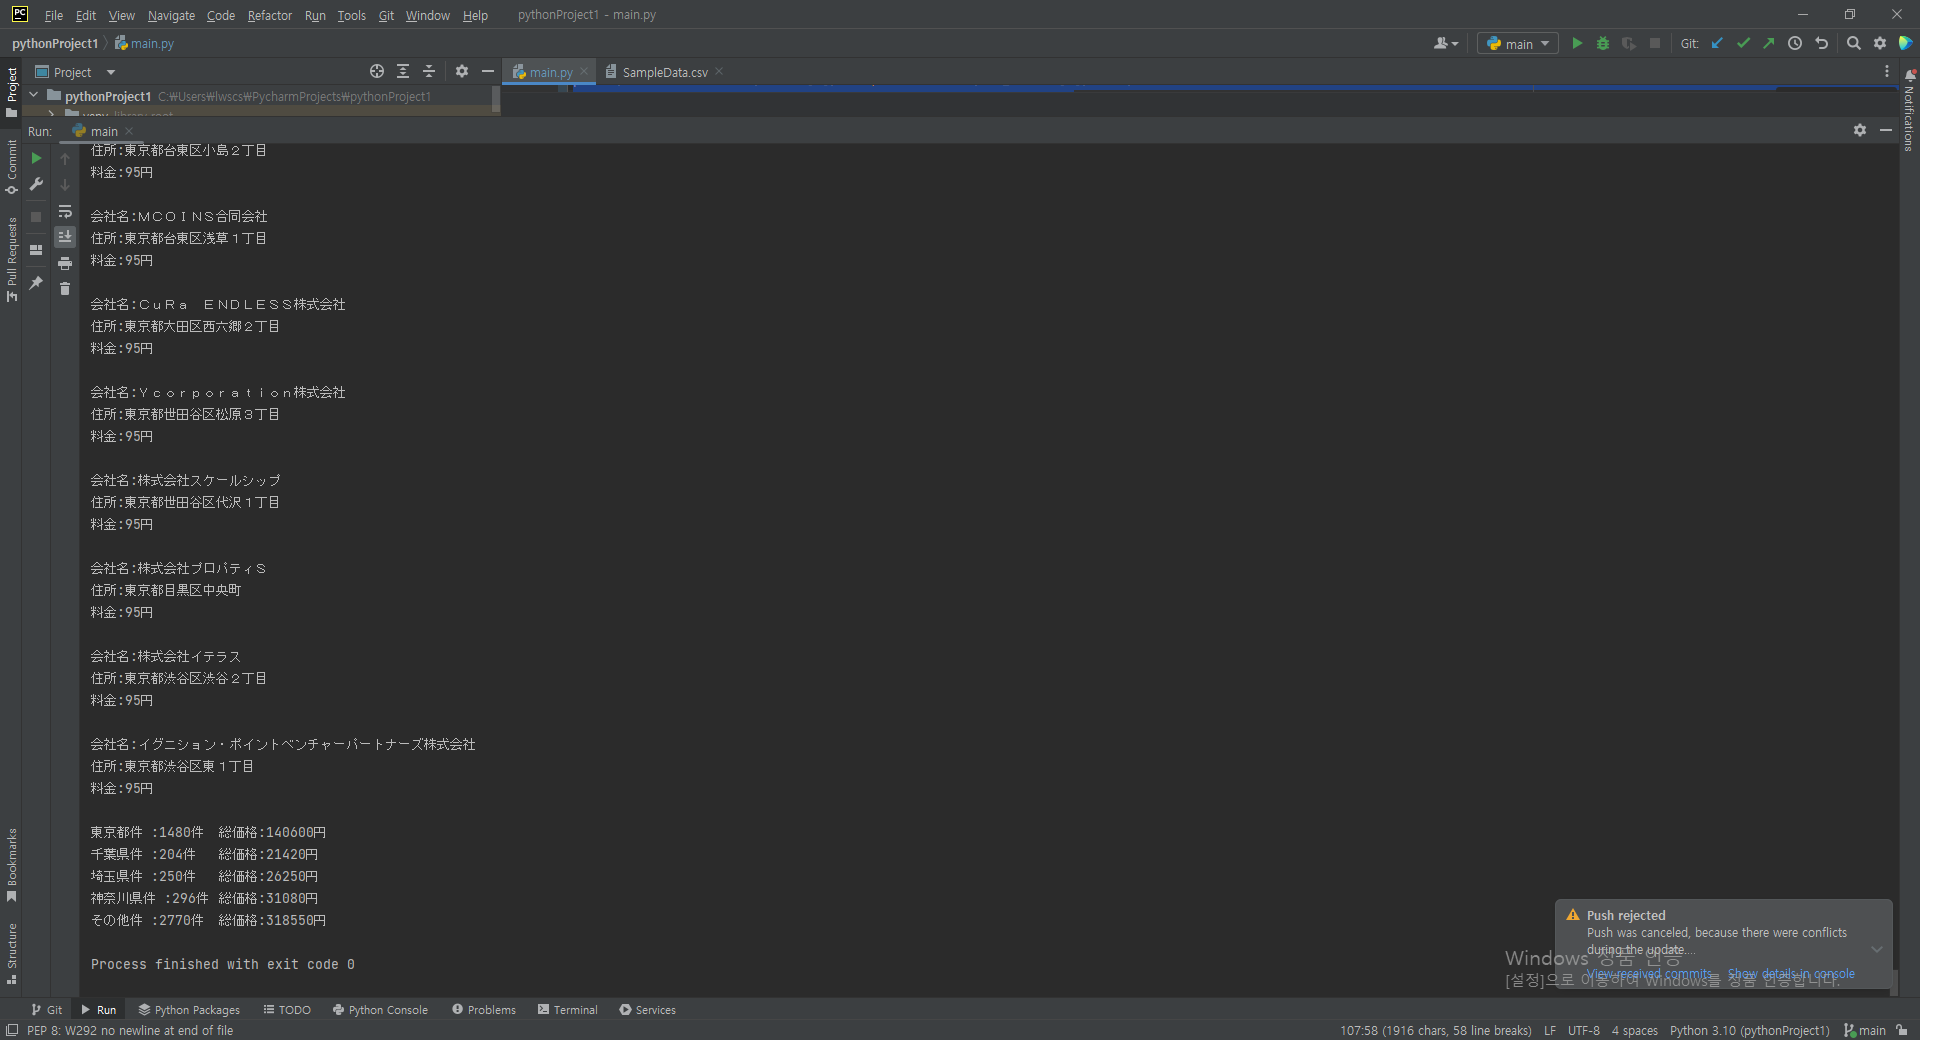 PC File Edit View Navigate Code Refactor Run Tools Git Window Help pythonProject1 - main.py
pythonProject1 main.py main Git:
Project main.py SampleData.csv
pythonProject1 C:₩Users₩lwscs₩PycharmProjects₩pythonProject1
venv library root
Run: main
住所:東京都台東区小島２丁目
料金:95円
会社名:ＭＣＯＩＮＳ合同会社
住所:東京都台東区浅草１丁目
料金:95円
会社名:ＣｕＲａ　ＥＮＤＬＥＳＳ株式会社
住所:東京都大田区西六郷２丁目
料金:95円
会社名:Ｙｃｏｒｐｏｒａｔｉｏｎ株式会社
住所:東京都世田谷区松原３丁目
料金:95円
会社名:株式会社スケールシップ
住所:東京都世田谷区代沢１丁目
料金:95円
会社名:株式会社プロパティＳ
住所:東京都目黒区中央町
料金:95円
会社名:株式会社イテラス
住所:東京都渋谷区渋谷２丁目
料金:95円
会社名:イグニション・ポイントベンチャーパートナーズ株式会社
住所:東京都渋谷区東１丁目
料金:95円
東京都件 :1480件 総価格:140600円
千葉県件 :204件 総価格:21420円
埼玉県件 :250件 総価格:26250円
神奈川県件 :296件 総価格:31080円
その他件 :2770件 総価格:318550円
Process finished with exit code 0
Project
Commit
Pull Requests
Bookmarks
Structure
Notifications
Push rejected
Push was canceled, because there were conflicts
during the update....
View received commits Show details in console
Windows 정품 인증
[설정]으로 이동하여 Windows를 정품 인증합니다.
Git Run Python Packages TODO Python Console Problems Terminal Services
PEP 8: W292 no newline at end of file 107:58 (1916 chars, 58 line breaks) LF UTF-8 4 spaces Python 3.10 (pythonProject1) main